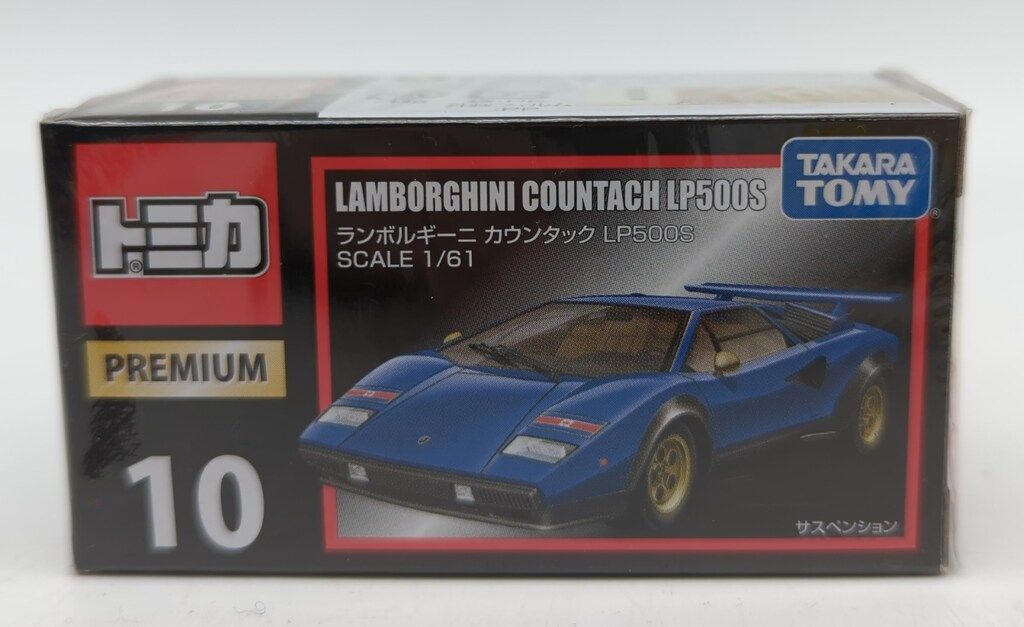 10
トミカ®
PREMIUM
10
LAMBORGHINI COUNTACH LP500S
ランボルギーニ カウンタック LP500S
SCALE 1/61
TAKARA
TOMY®
サスペンション